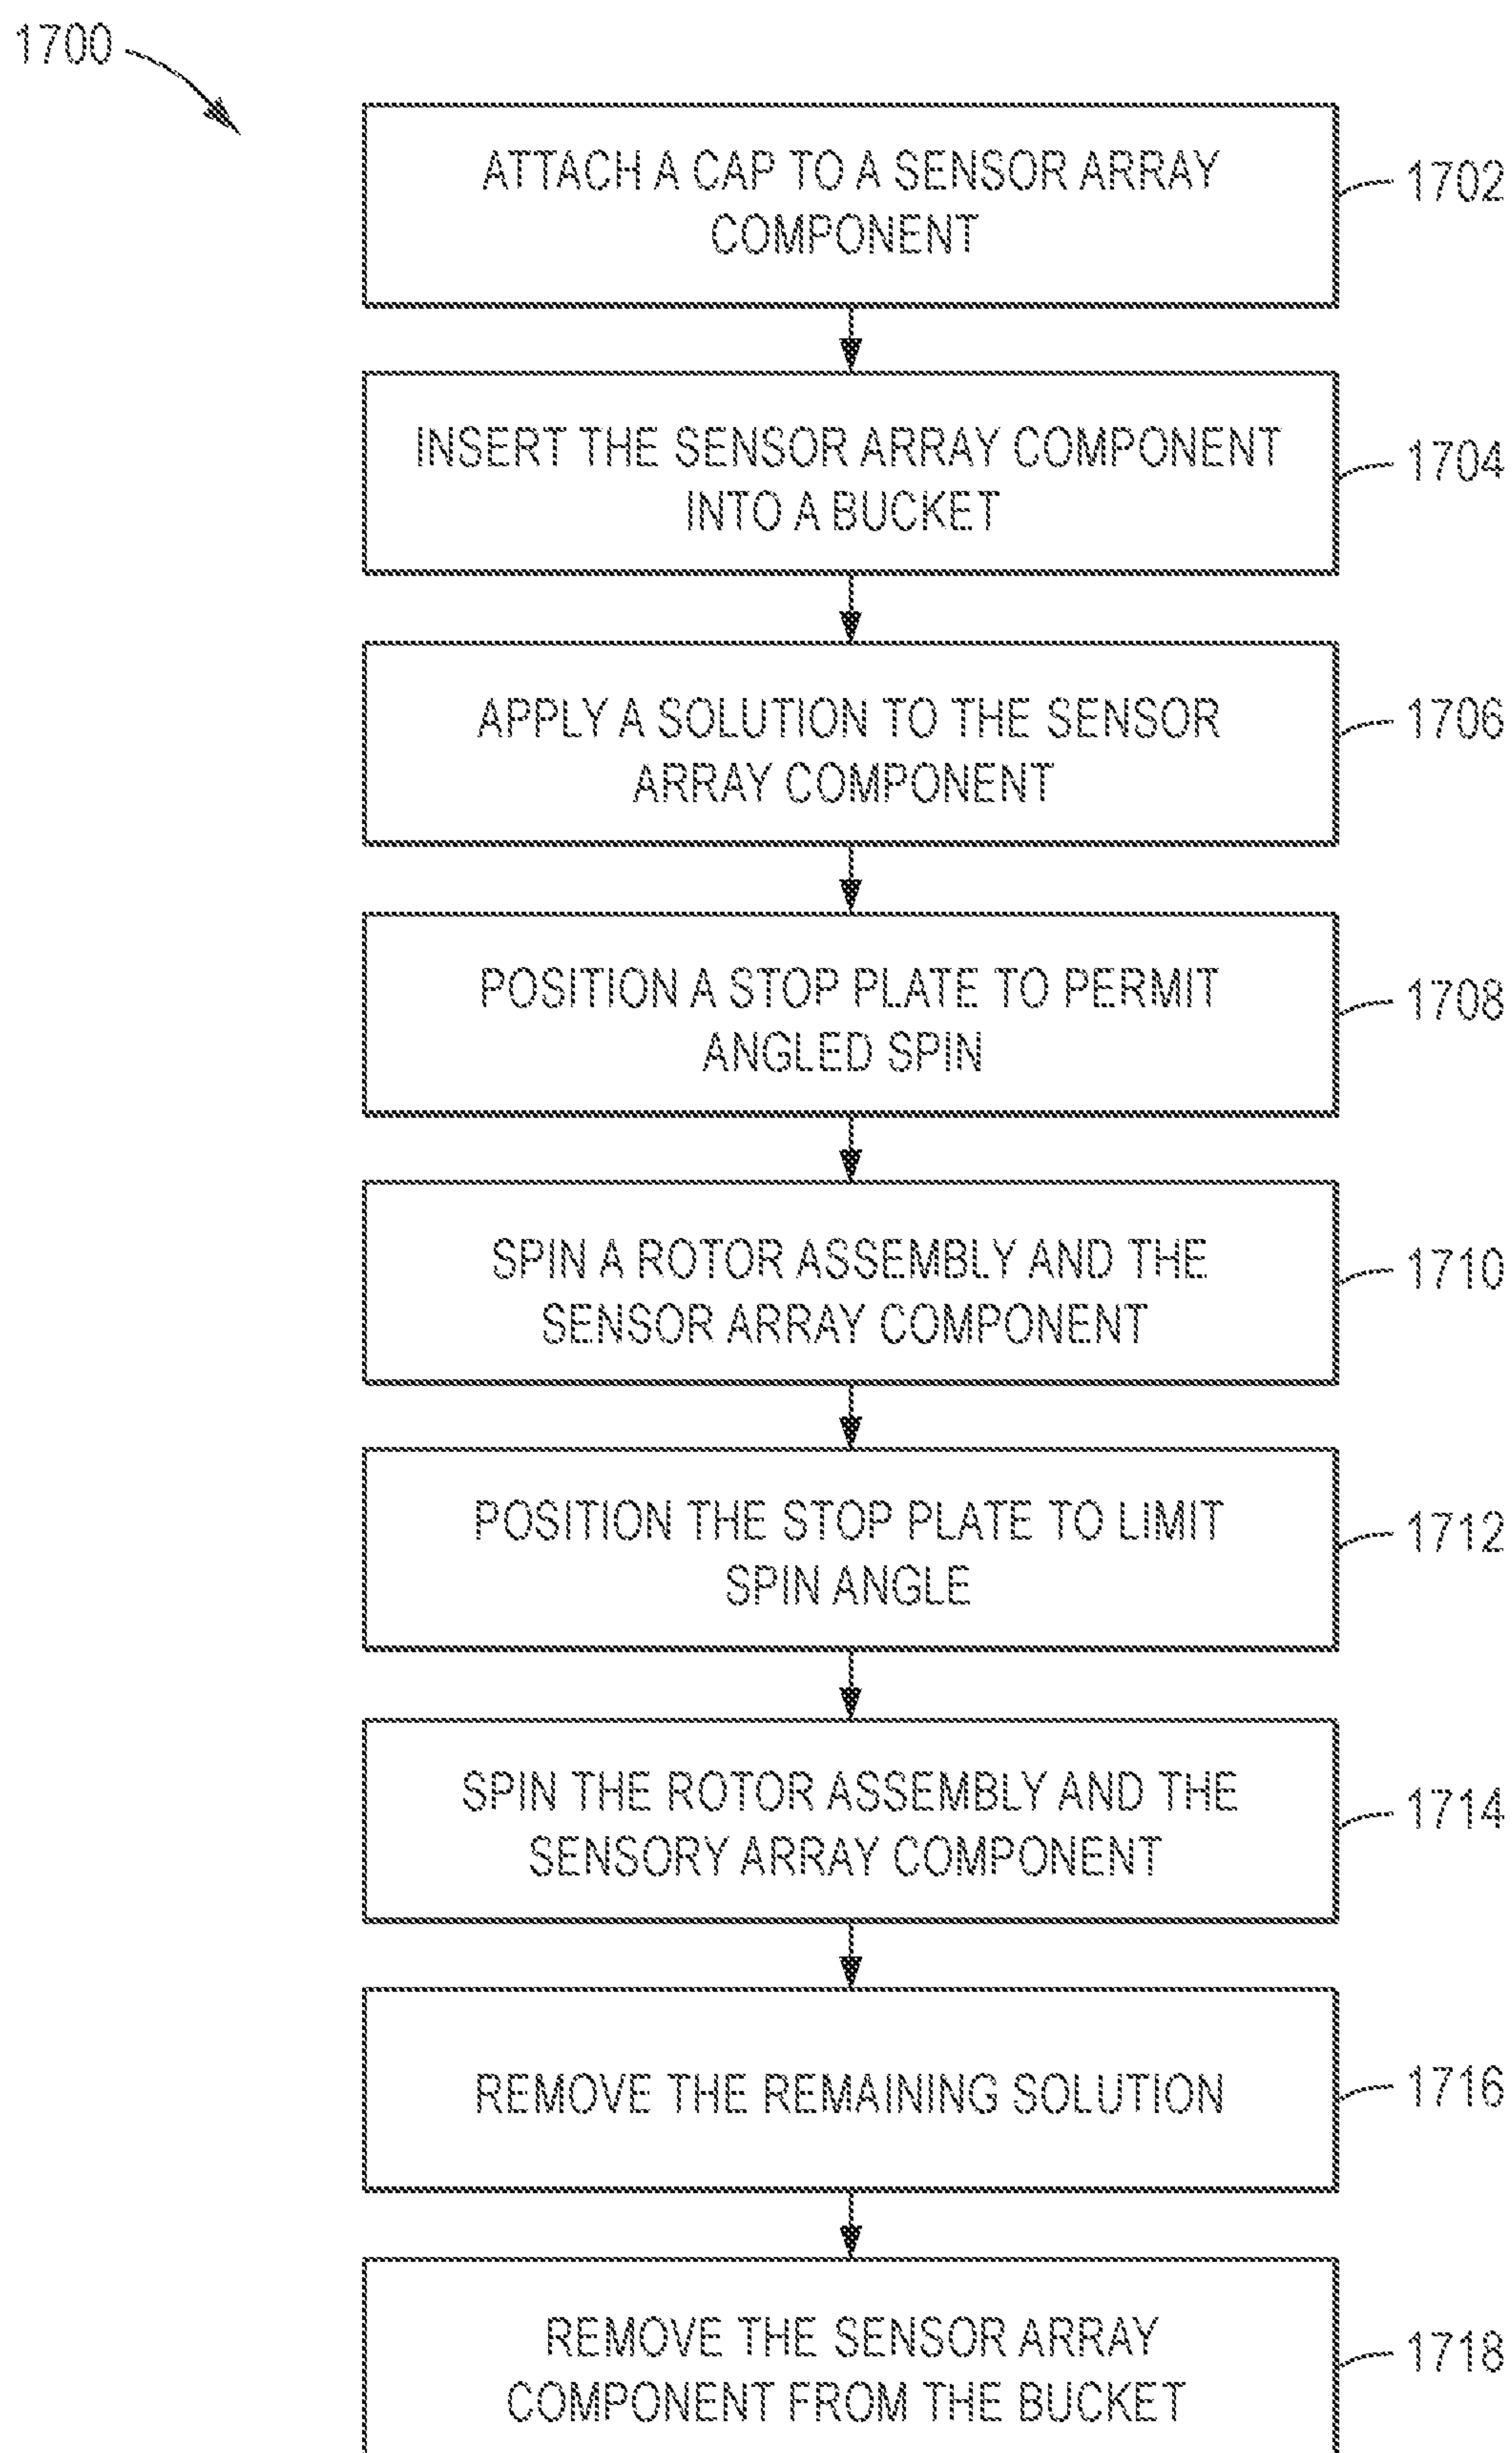 1700
ATTACH A CAP TO A SENSOR ARRAY
COMPONENT
1702
INSERT THE SENSOR ARRAY COMPONENT
INTO A BUCKET
1704
APPLY A SOLUTION TO THE SENSOR
ARRAY COMPONENT
1706
POSITION A STOP PLATE TO PERMIT
ANGLED SPIN
1708
SPIN A ROTOR ASSEMBLY AND THE
SENSOR ARRAY COMPONENT
1710
POSITION THE STOP PLATE TO LIMIT
SPIN ANGLE
1712
SPIN THE ROTOR ASSEMBLY AND THE
SENSORY ARRAY COMPONENT
1714
REMOVE THE REMAINING SOLUTION
1716
REMOVE THE SENSOR ARRAY
COMPONENT FROM THE BUCKET
1718